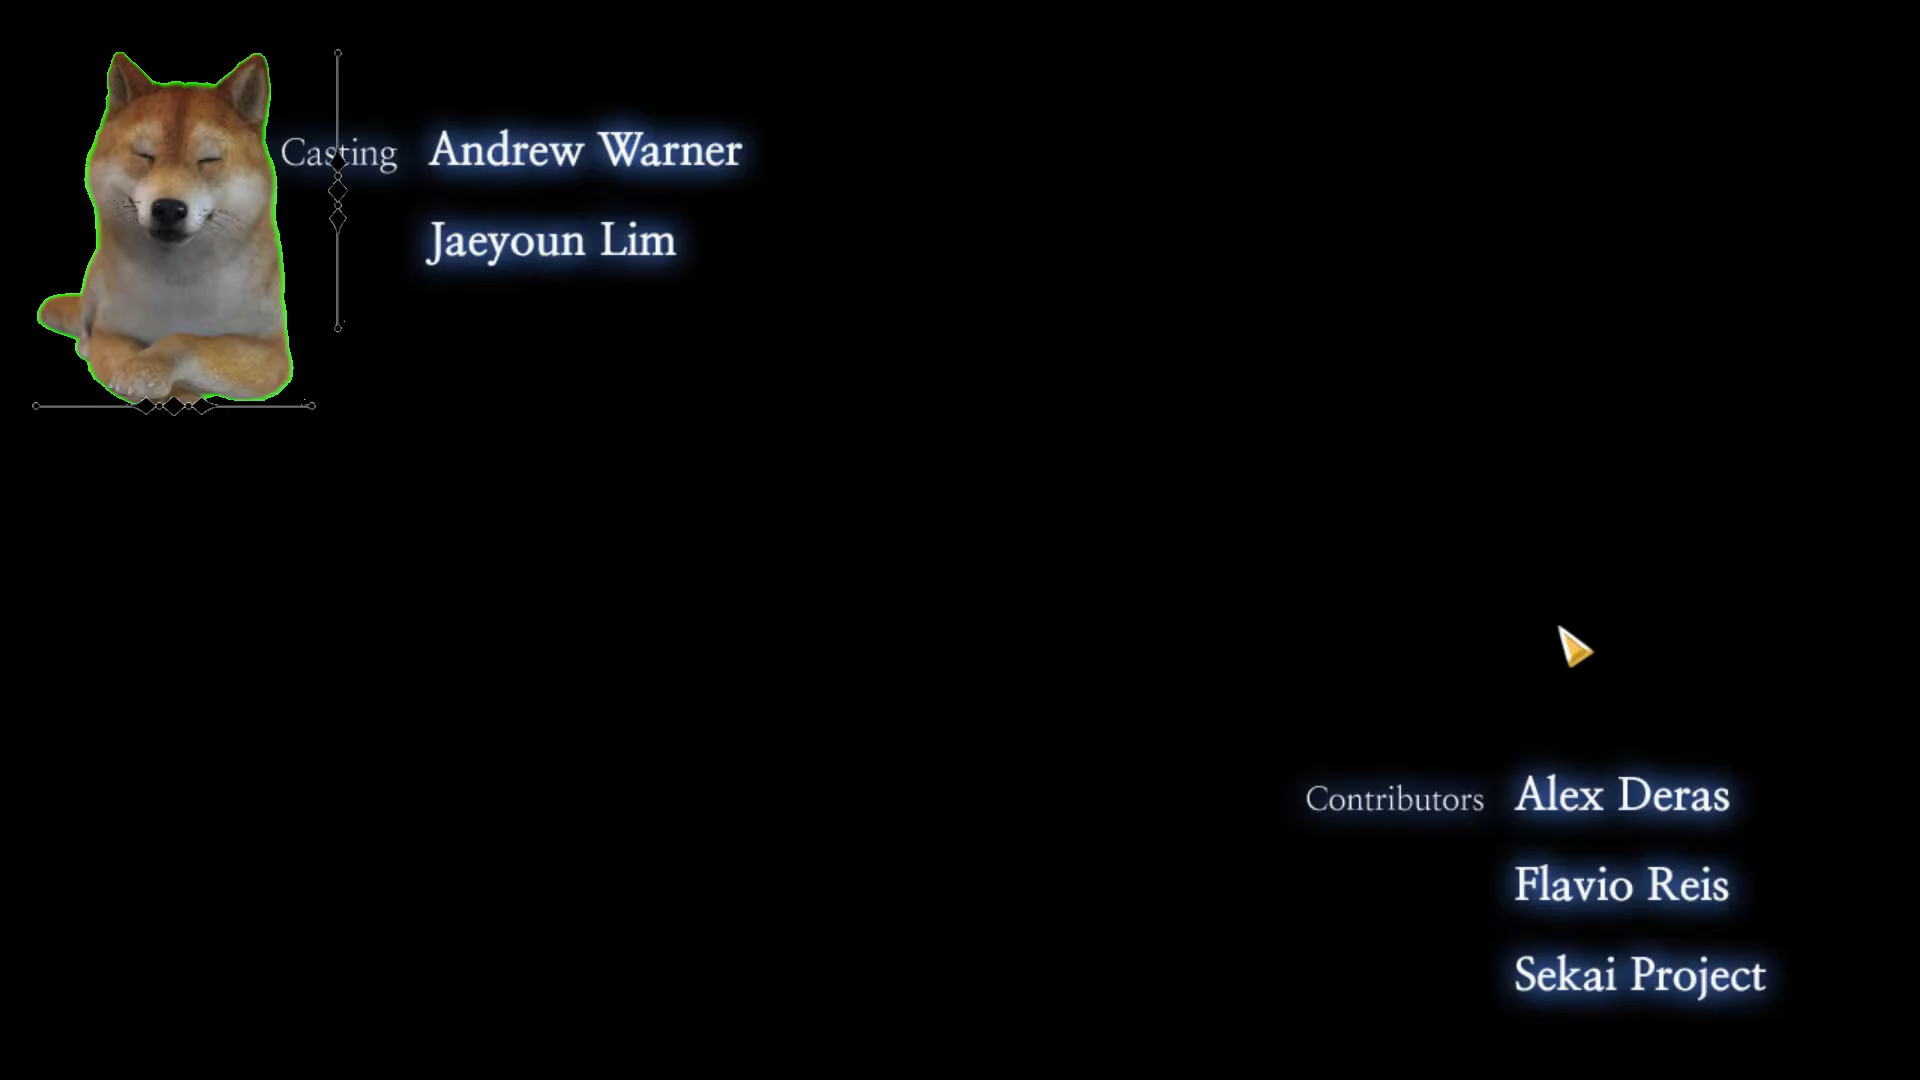 Casting Andrew Warner
Jaeyoun Lim
Contributors Alex Deras
Flavio Reis
Sekai Project